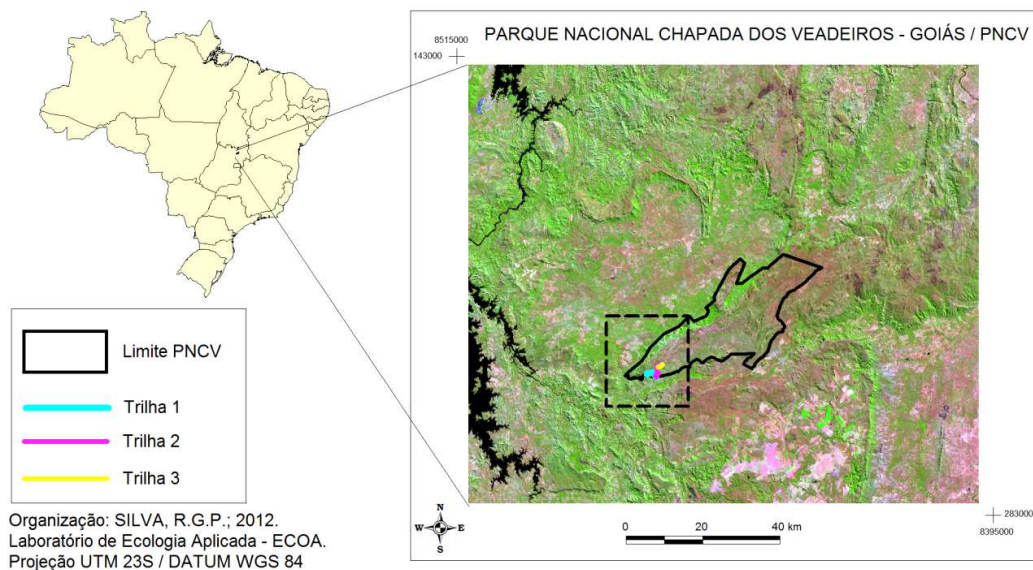 PARQUE NACIONAL CHAPADA DOS VEADEIROS - GOIÁS / PNCV
8515000
143000
Limite PNCV
Trilha 1
Trilha 2
Trilha 3
Organização: SILVA, R.G.P.; 2012.
Laboratório de Ecologia Aplicada - ECOA.
Projeção UTM 23S / DATUM WGS 84
N
W E
S
0 20 40 km
283000
8395000